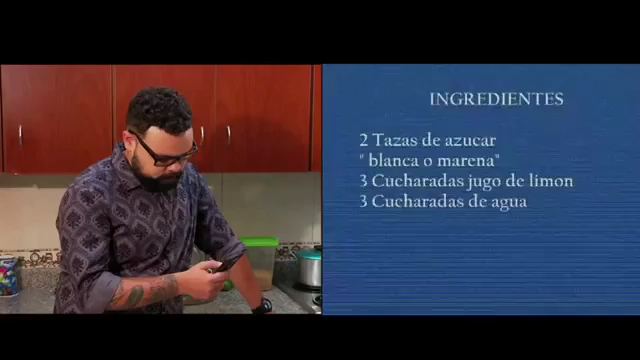 INGREDIENTES
2 Tazas de azucar
" blanca o marena"
3 Cucharadas jugo de limon
3 Cucharadas de agua